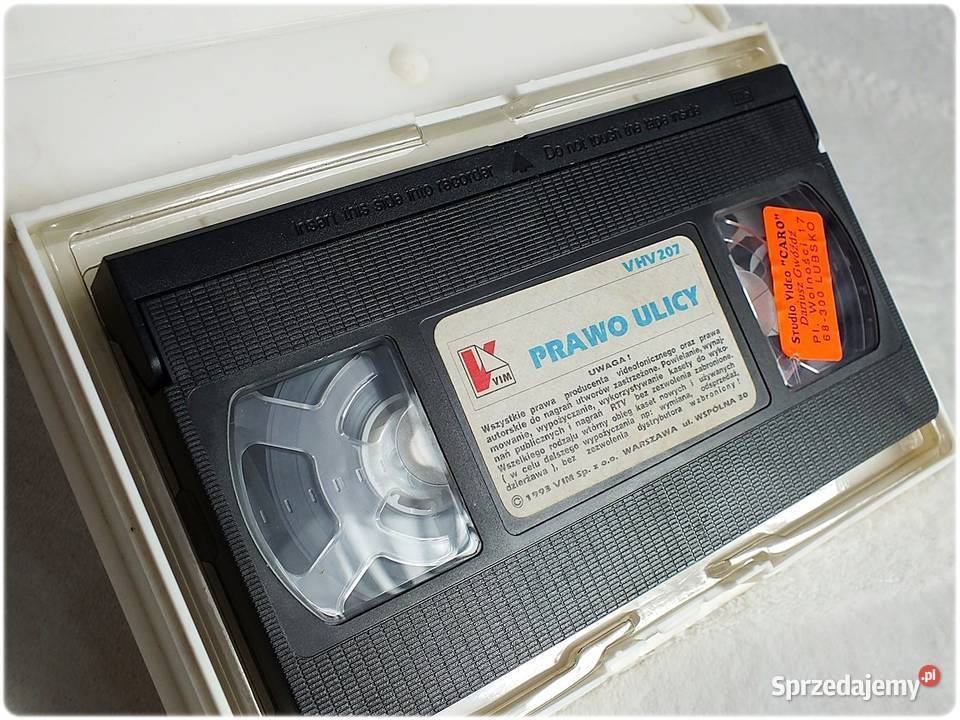 Insert this side into recorder
Do not touch the tape inside
VHV 207
VIM
PRAWO ULICY
UWAGA!
Wszystkie prawa producenta videofonicznego oraz prawa
autorskie do nagrań utworów zastrzeżone. Powielanie, wynaj-
mowanie, wypożyczanie, wykorzystywanie kasety do wyko-
nań publicznych i nagrań RTV bez zezwolenia zabronione.
Wszelkiego rodzaju wtórny obieg kaset nowych i używanych
( w celu dalszego wypożyczania np: wymiana, odsprzedaż,
dzierżawa ), bez zezwolenia dystrybutora wzbroniony!
© 1993 VIM Sp. z o.o. WARSZAWA ul. WSPÓLNA 20
Studio Video "CARO"
Dariusz Gwóźdź
Pl. Wolności 17
68-300 LUBSKO
Sprzedajemy.pl